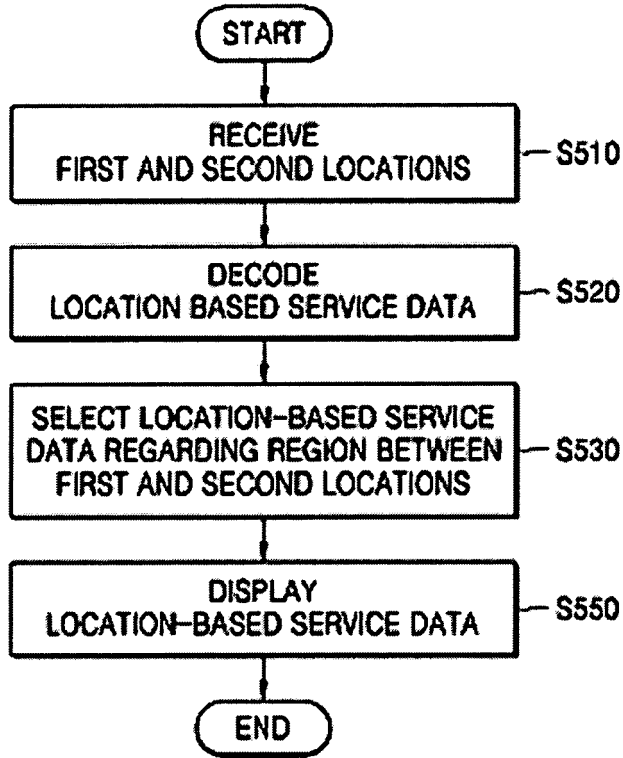 START
RECEIVE
FIRST AND SECOND LOCATIONS
S510
DECODE
LOCATION BASED SERVICE DATA
S520
SELECT LOCATION-BASED SERVICE
DATA REGARDING REGION BETWEEN
FIRST AND SECOND LOCATIONS
S530
DISPLAY
LOCATION-BASED SERVICE DATA
S550
END